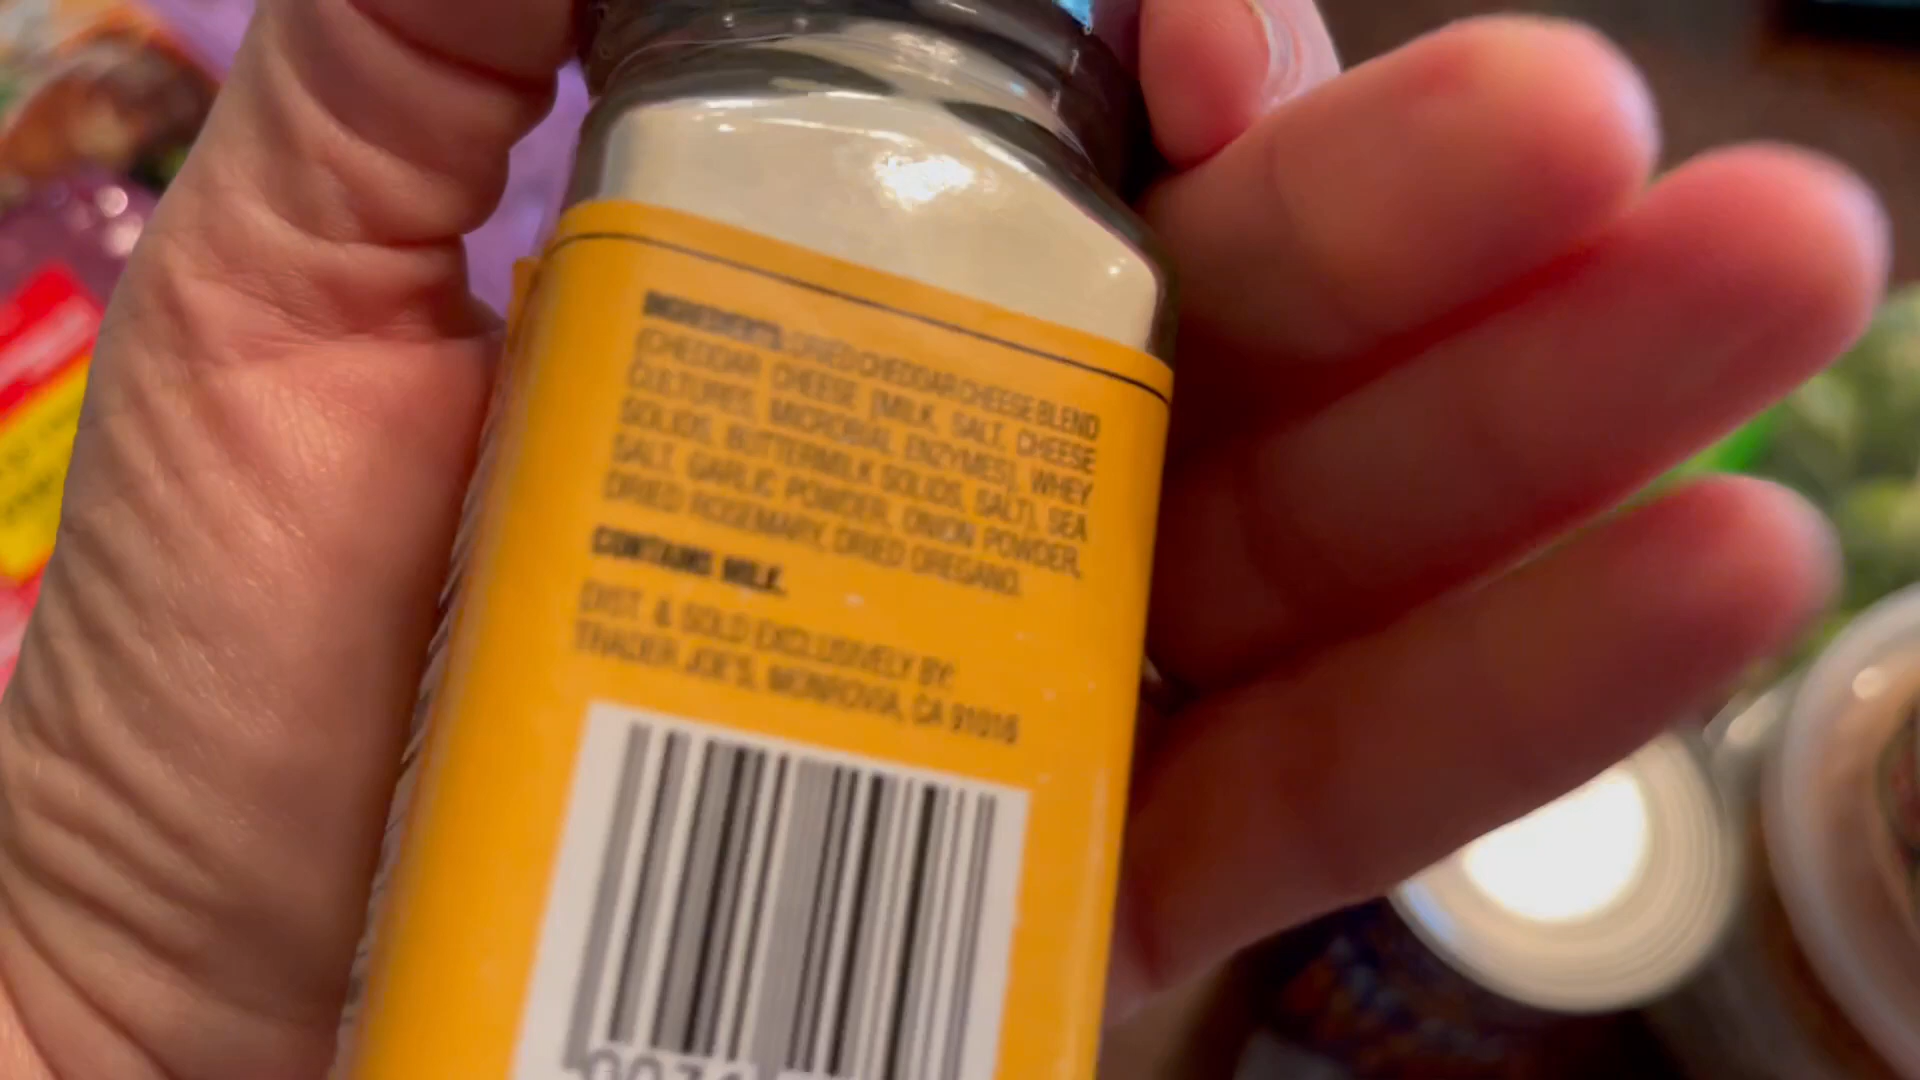 INGREDIENTS: DRIED CHEDDAR CHEESE BLEND
(CHEDDAR CHEESE [MILK, SALT, CHEESE
CULTURES, MICROBIAL ENZYMES], WHEY
SOLIDS, BUTTERMILK SOLIDS, SALT), SEA
SALT, GARLIC POWDER, ONION POWDER,
DRIED ROSEMARY, DRIED OREGANO.
CONTAINS MILK.
DIST. & SOLD EXCLUSIVELY BY:
TRADER JOE'S, MONROVIA, CA 91016